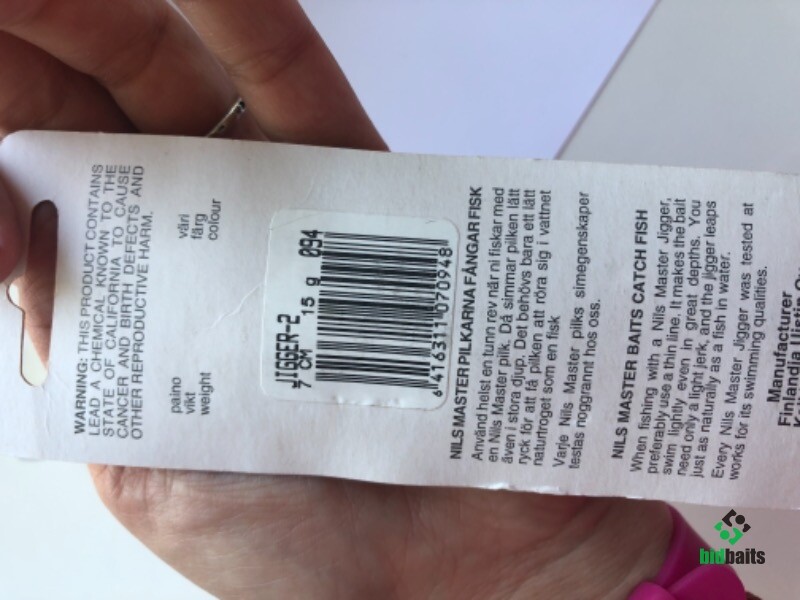 WARNING: THIS PRODUCT CONTAINS
LEAD A CHEMICAL KNOWN TO THE
STATE OF CALIFORNIA TO CAUSE
CANCER AND BIRTH DEFECTS AND
OTHER REPRODUCTIVE HARM.
paino
vikt
weight
väri
färg
colour
JIGGER-2
7 CM
15 g 094
6 416311 070948
NILS MASTER PILKARNA FÅNGAR FISK
Använd helst en tunn rev när ni fiskar med
en Nils Master pilk. Då simmar pilken lätt
även i stora djup. Det behövs bara ett lätt
ryck för att få pilken att röra sig i vattnet
naturtroget som en fisk
Varje Nils Master pilks simegenskaper
testas noggrannt hos oss.
NILS MASTER BAITS CATCH FISH
When fishing with a Nils Master Jigger,
preferably use a thin line. It makes the bait
swim lightly even in great depths. You
need only a light jerk, and the jigger leaps
just as naturally as a fish in water.
Every Nils Master Jigger was tested at
works for its swimming qualities.
Manufacturer
Finlandia
bidbaits